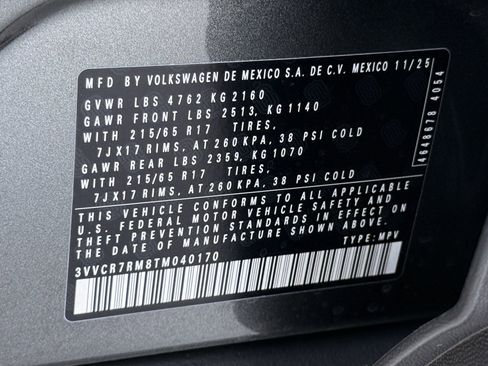 MFD BY VOLKSWAGEN DE MEXICO S.A. DE C.V. MEXICO 11/25
GVWR LBS 4762 KG 2160
GAWR FRONT LBS 2513, KG 1140
WITH 215/65 R17 TIRES,
7JX17 RIMS, AT 260 KPA, 38 PSI COLD
GAWR REAR LBS 2359, KG 1070
WITH 215/65 R17 TIRES,
7JX17 RIMS, AT 260 KPA, 38 PSI COLD
THIS VEHICLE CONFORMS TO ALL APPLICABLE
U.S. FEDERAL MOTOR VEHICLE SAFETY AND
THEFT PREVENTION STANDARDS IN EFFECT ON
THE DATE OF MANUFACTURE SHOWN ABOVE.
3VVCR7RM8TM040170 TYPE: MPV
4648678 4054